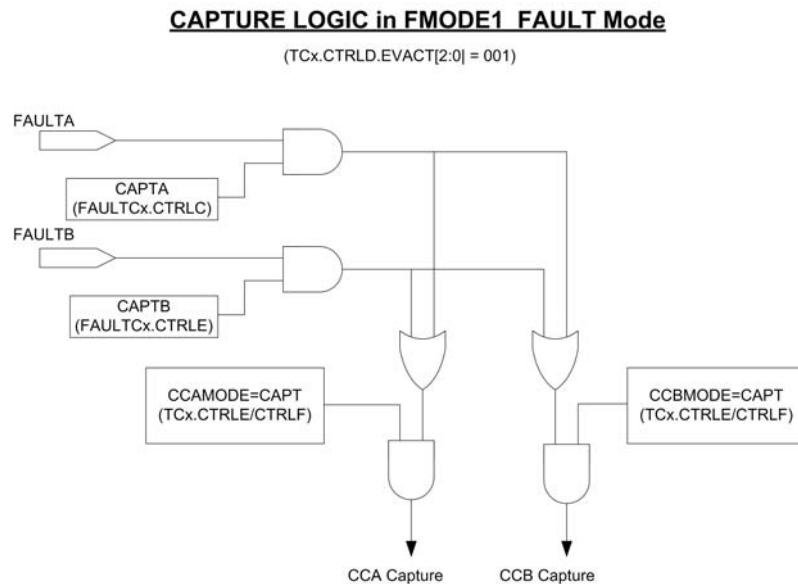 CAPTURE LOGIC in FMODE1 FAULT Mode
(TCx.CTRLD.EVACT[2:0| = 001)
FAULTA
CAPTA
(FAULTCx.CTRLC)
FAULTB
CAPTB
(FAULTCx.CTRLE)
CCAMODE=CAPT
(TCx.CTRLE/CTRLF)
CCBMODE=CAPT
(TCx.CTRLE/CTRLF)
CCA Capture
CCB Capture